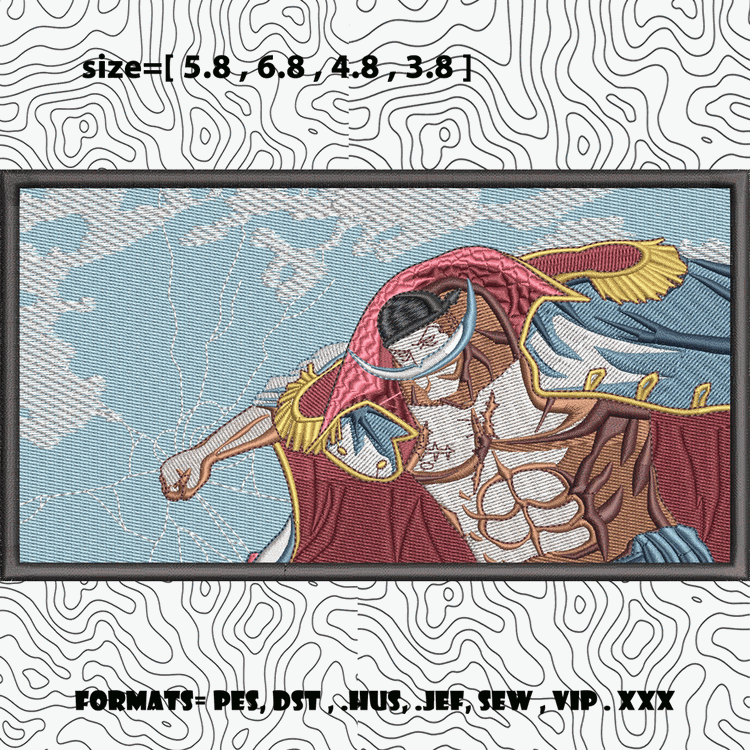 size=[ 5.8 , 6.8 , 4.8 , 3.8 ]
FORMATS= PES, DST , .HUS, .JEF, SEW , VIP . XXX